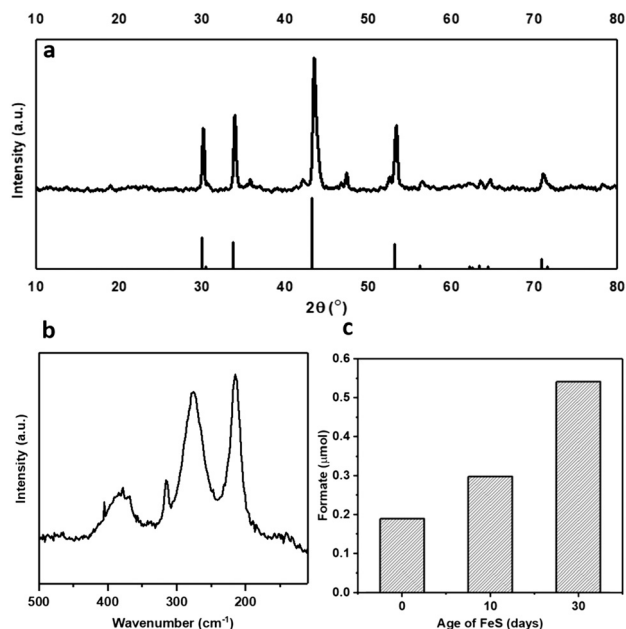 10 20 30 40 50 60 70 80
a
Intensity (a.u.)
10 20 30 40 50 60 70 80
2θ (°)
b
Intensity (a.u.)
500 400 300 200
Wavenumber (cm-1)
c
Formate (μmol)
0.6
0.5
0.4
0.3
0.2
0.1
0.0
0 10 30
Age of FeS (days)